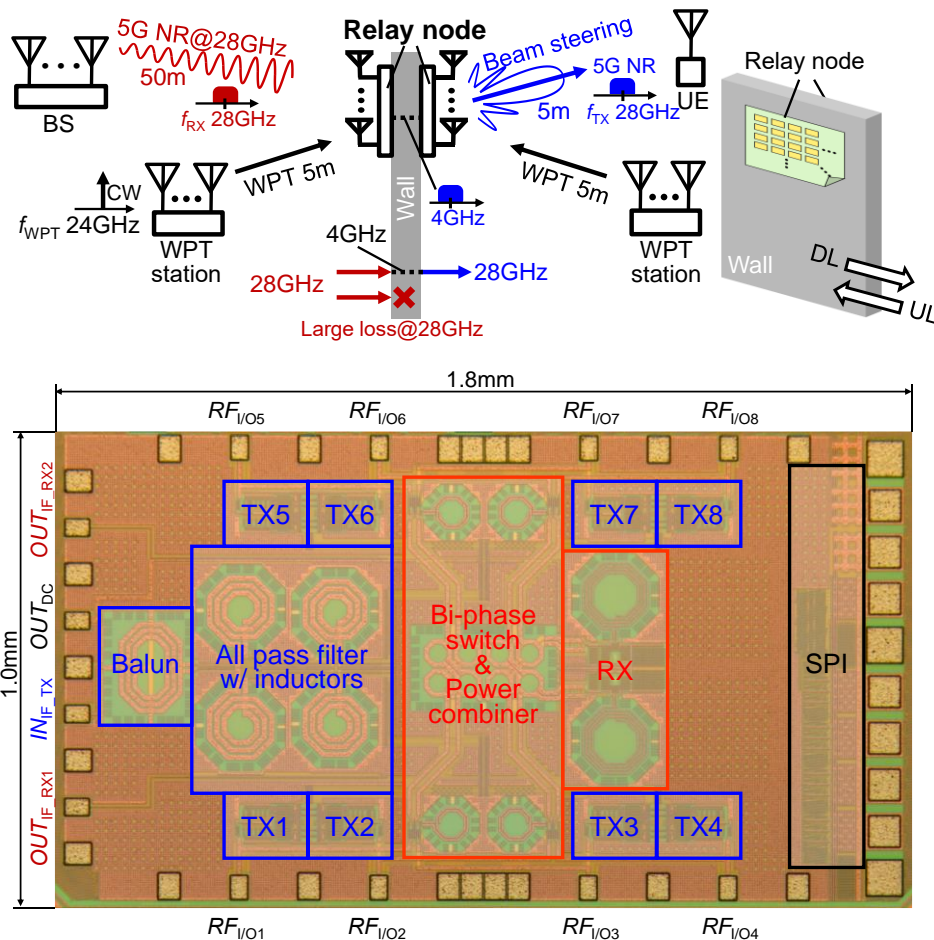 5G NR@28GHz
50m
BS
fRX 28GHz
Relay node
Beam steering
5m
5G NR
fTX 28GHz
UE
Relay node
CW
fWPT 24GHz
WPT
station
WPT 5m
Wall
4GHz
WPT 5m
WPT
station
4GHz
28GHz
28GHz
Large loss@28GHz
Wall
DL
UL
1.8mm
1.0mm
RFI/O5
RFI/O6
RFI/O7
RFI/O8
OUTIF_RX2
OUTDC
INIF_TX
OUTIF_RX1
TX5
TX6
TX7
TX8
Balun
All pass filter
w/ inductors
Bi-phase
switch
&
Power
combiner
RX
SPI
TX1
TX2
TX3
TX4
RFI/O1
RFI/O2
RFI/O3
RFI/O4